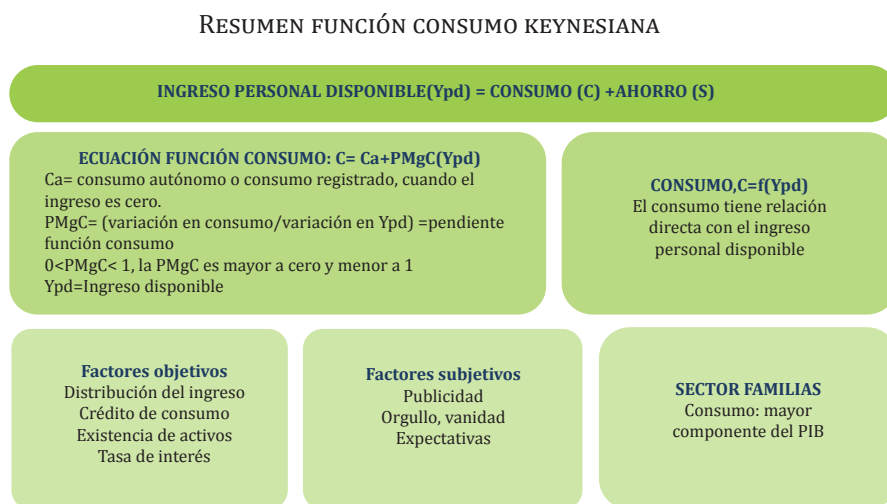 RESUMEN FUNCIÓN CONSUMO KEYNESIANA
INGRESO PERSONAL DISPONIBLE(Ypd) = CONSUMO (C) +AHORRO (S)
ECUACIÓN FUNCIÓN CONSUMO: C= Ca+PMgC(Ypd)
Ca= consumo autónomo o consumo registrado, cuando el
ingreso es cero.
PMgC= (variación en consumo/variación en Ypd) =pendiente
función consumo
0<PMgC< 1, la PMgC es mayor a cero y menor a 1
Ypd=Ingreso disponible
CONSUMO,C=f(Ypd)
El consumo tiene relación
directa con el ingreso
personal disponible
Factores objetivos
Distribución del ingreso
Crédito de consumo
Existencia de activos
Tasa de interés
Factores subjetivos
Publicidad
Orgullo, vanidad
Expectativas
SECTOR FAMILIAS
Consumo: mayor
componente del PIB